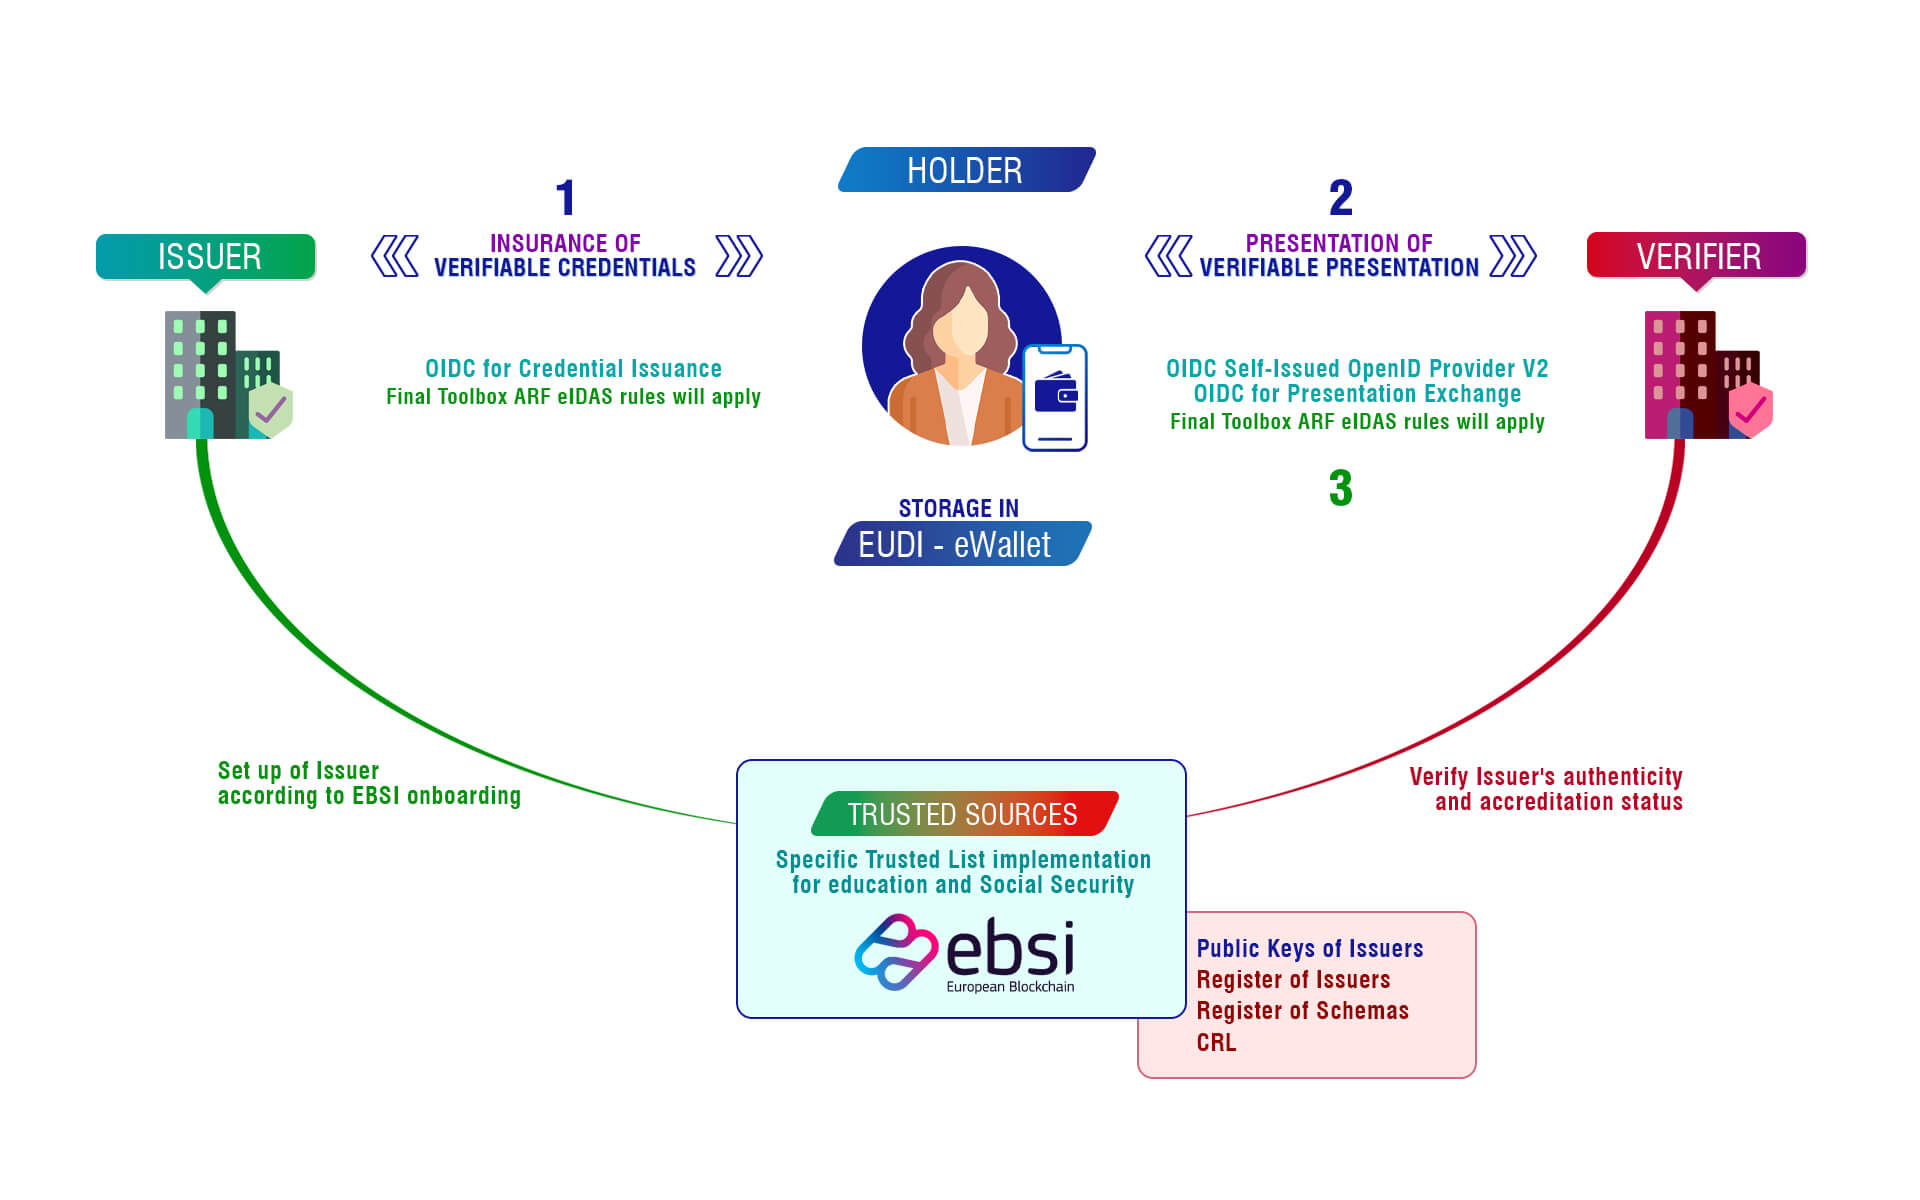 HOLDER
1
2
ISSUER
INSURANCE OF
VERIFIABLE CREDENTIALS
PRESENTATION OF
VERIFIABLE PRESENTATION
VERIFIER
OIDC for Credential Issuance
Final Toolbox ARF eIDAS rules will apply
OIDC Self-Issued OpenID Provider V2
OIDC for Presentation Exchange
Final Toolbox ARF eIDAS rules will apply
3
STORAGE IN
EUDI - eWallet
Set up of Issuer
according to EBSI onboarding
Verify Issuer's authenticity
and accreditation status
TRUSTED SOURCES
Specific Trusted List implementation
for education and Social Security
ebsi
European Blockchain
Public Keys of Issuers
Register of Issuers
Register of Schemas
CRL